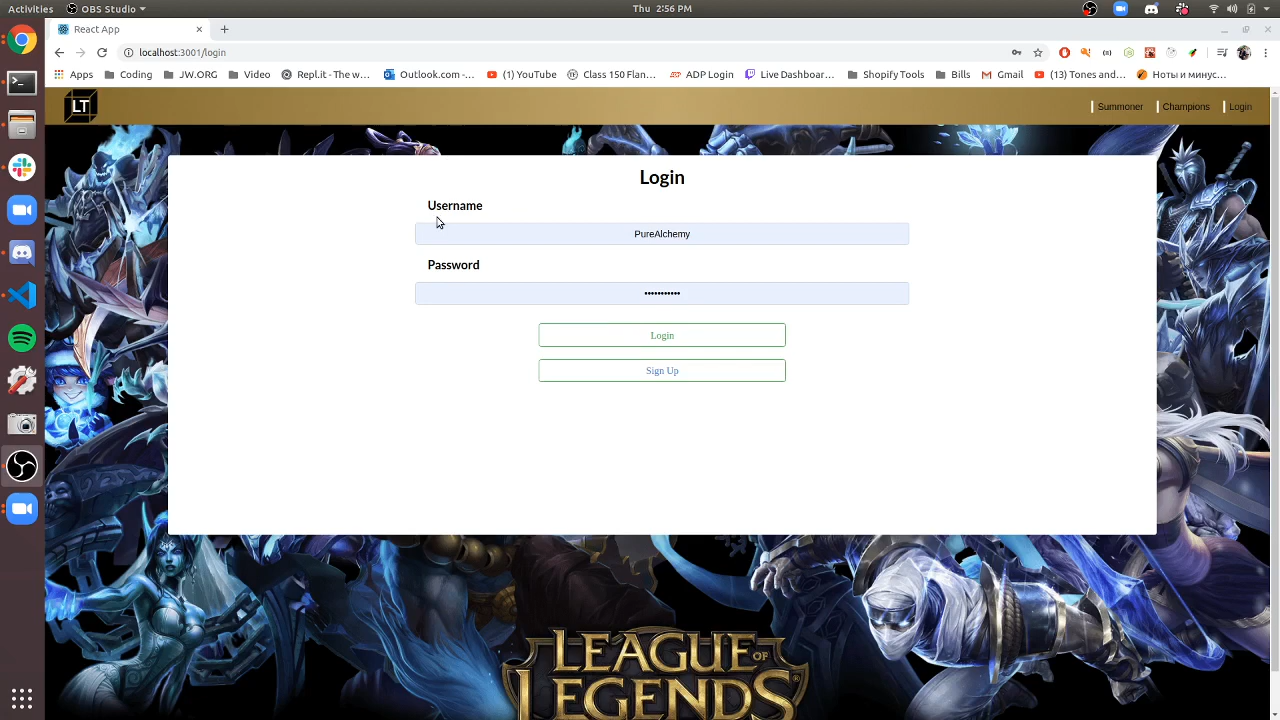 Activities
OBS Studio
Thu 2:56 PM
React App
localhost:3001/login
Apps
Coding
JW.ORG
Video
Repl.it - The w...
Outlook.com -...
(1) YouTube
Class 150 Flan...
ADP Login
Live Dashboar...
Shopify Tools
Bills
Gmail
(13) Tones and...
Ноты и минус...
LT
Summoner
Champions
Login
Login
Username
PureAlchemy
Password
•••••••••••
Login
Sign Up
LEAGUE OF
LEGENDS